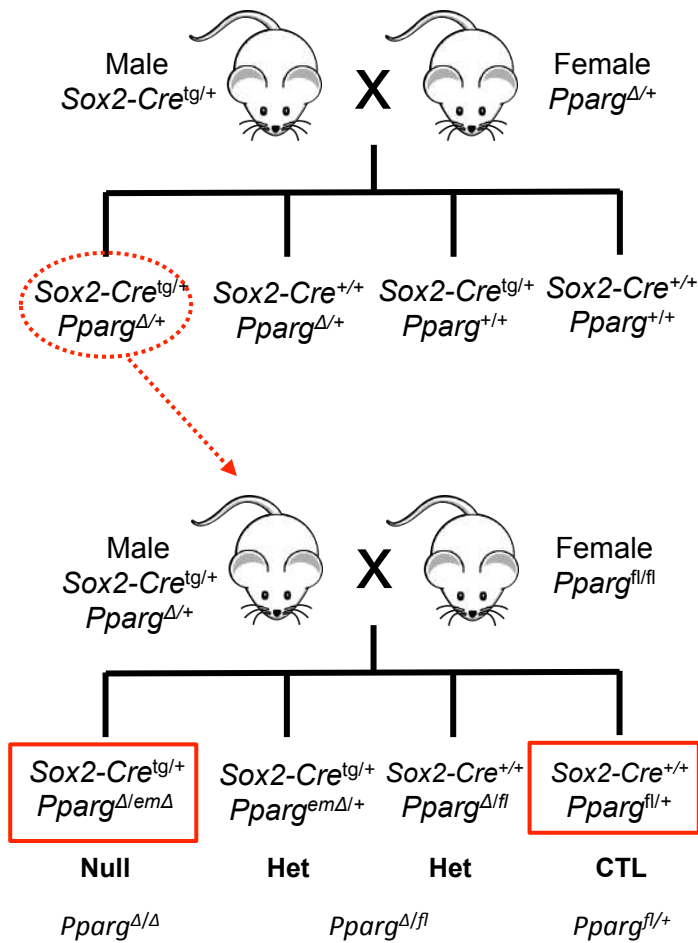 Male
Sox2-Cre^tg/+
X
Female
Pparg^Δ/+
Sox2-Cre^tg/+ Sox2-Cre^+/+ Sox2-Cre^tg/+ Sox2-Cre^+/+
Pparg^Δ/+ Pparg^Δ/+ Pparg^+/+ Pparg^+/+
Male
Sox2-Cre^tg/+
Pparg^Δ/+
X
Female
Pparg^fl/fl
Sox2-Cre^tg/+ Sox2-Cre^tg/+ Sox2-Cre^+/+ Sox2-Cre^+/+
Pparg^Δ/emΔ Pparg^emΔ/+ Pparg^Δ/fl Pparg^fl/+
Null Het Het CTL
Pparg^Δ/Δ Pparg^Δ/fl Pparg^fl/+